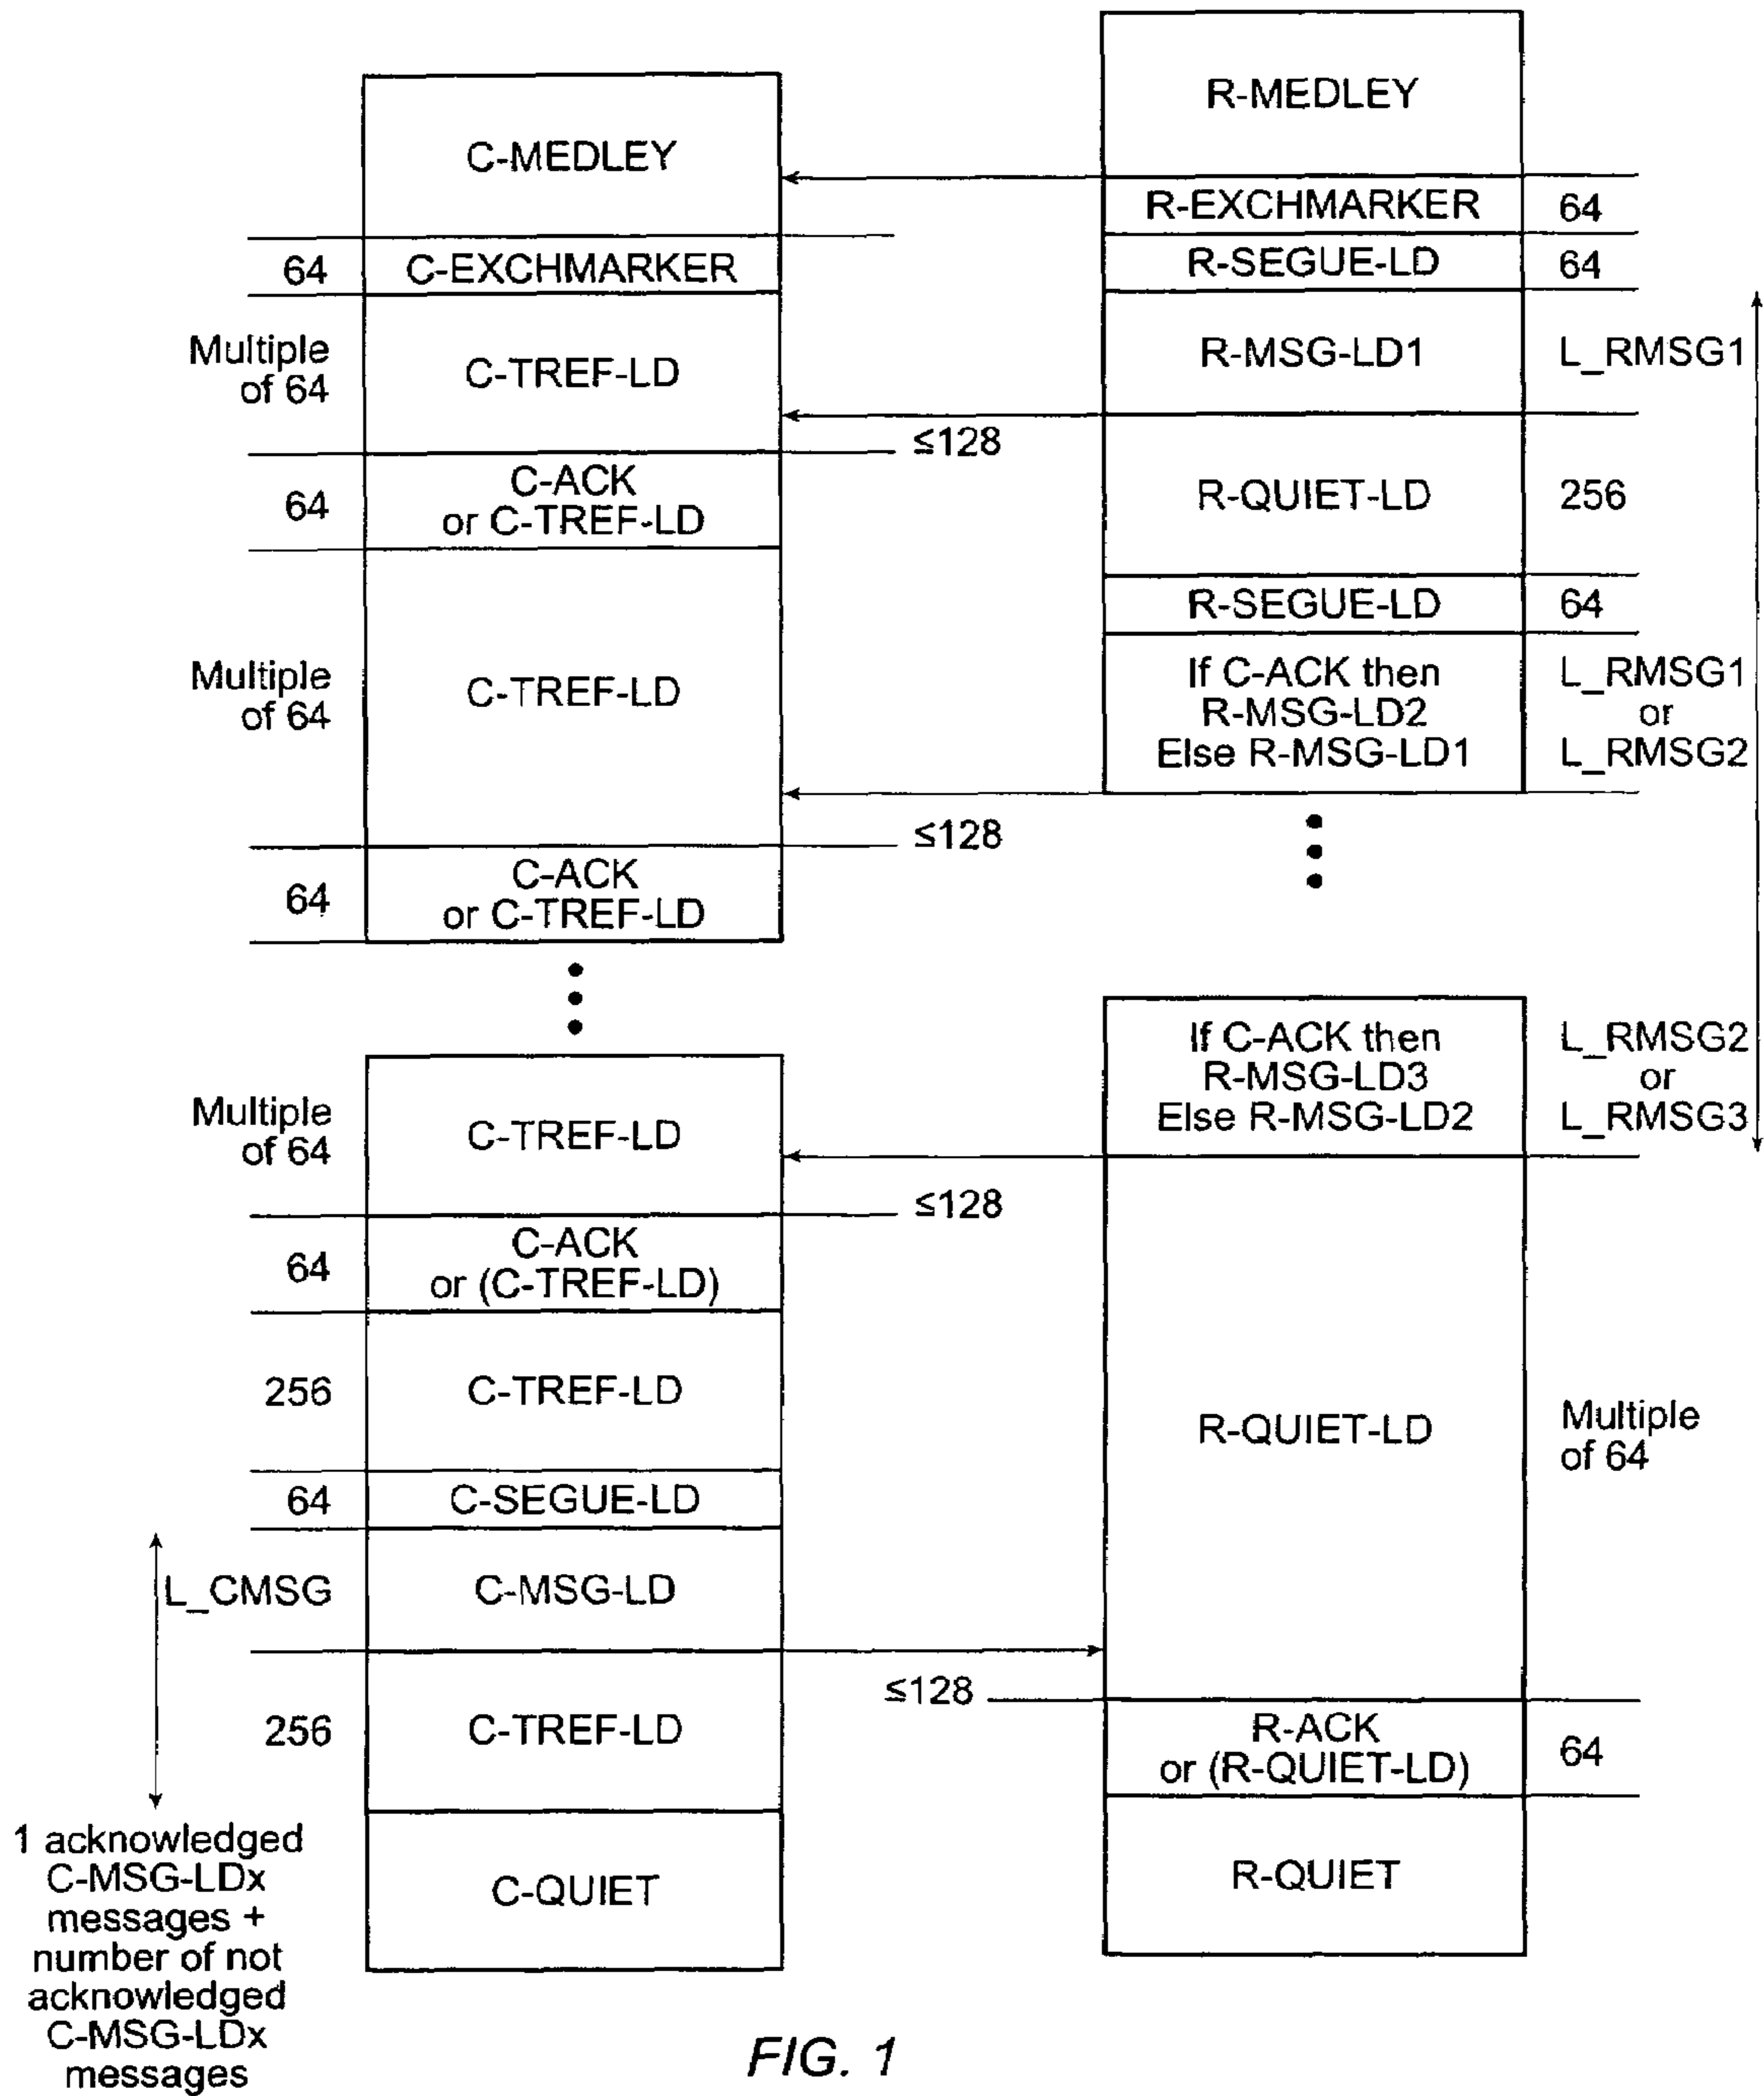 R-MEDLEY
C-MEDLEY
R-EXCHMARKER
64
64
C-EXCHMARKER
R-SEGUE-LD
64
Multiple
of 64
C-TREF-LD
R-MSG-LD1
L_RMSG1
≤128
64
C-ACK
or C-TREF-LD
R-QUIET-LD
256
R-SEGUE-LD
64
Multiple
of 64
C-TREF-LD
If C-ACK then
R-MSG-LD2
Else R-MSG-LD1
L_RMSG1
or
L_RMSG2
≤128
64
C-ACK
or C-TREF-LD
If C-ACK then
R-MSG-LD3
Else R-MSG-LD2
L_RMSG2
or
L_RMSG3
Multiple
of 64
C-TREF-LD
≤128
64
C-ACK
or (C-TREF-LD)
256
C-TREF-LD
R-QUIET-LD
Multiple
of 64
64
C-SEGUE-LD
L_CMSG
C-MSG-LD
≤128
256
C-TREF-LD
R-ACK
or (R-QUIET-LD)
64
1 acknowledged
C-MSG-LDx
messages +
number of not
acknowledged
C-MSG-LDx
messages
C-QUIET
R-QUIET
FIG. 1